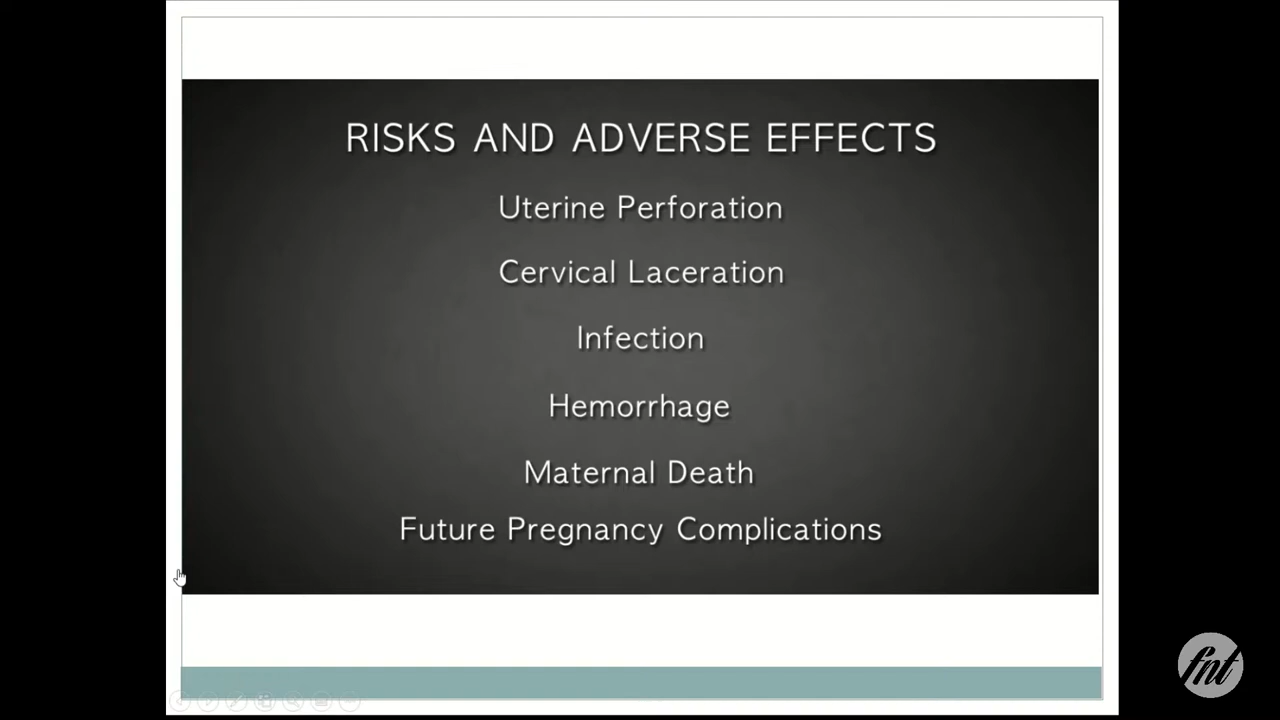 RISKS AND ADVERSE EFFECTS
Uterine Perforation
Cervical Laceration
Infection
Hemorrhage
Maternal Death
Future Pregnancy Complications
fnt